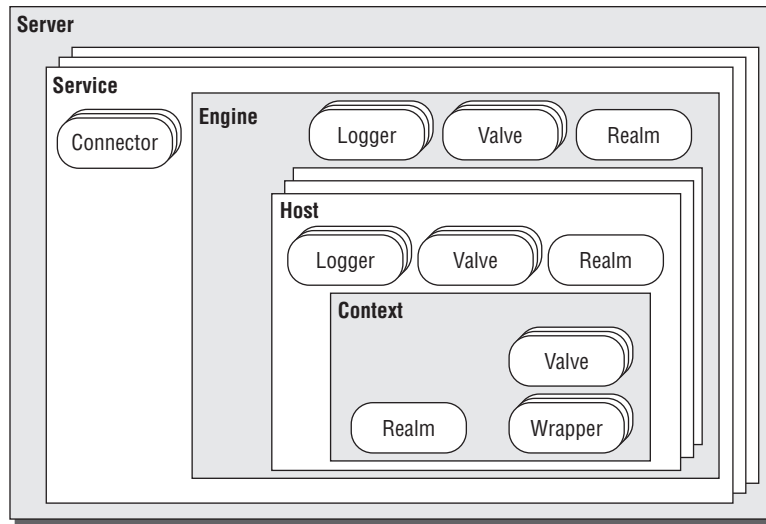 Server
Service
Connector
Engine
Logger
Valve
Realm
Host
Logger
Valve
Realm
Context
Valve
Realm
Wrapper